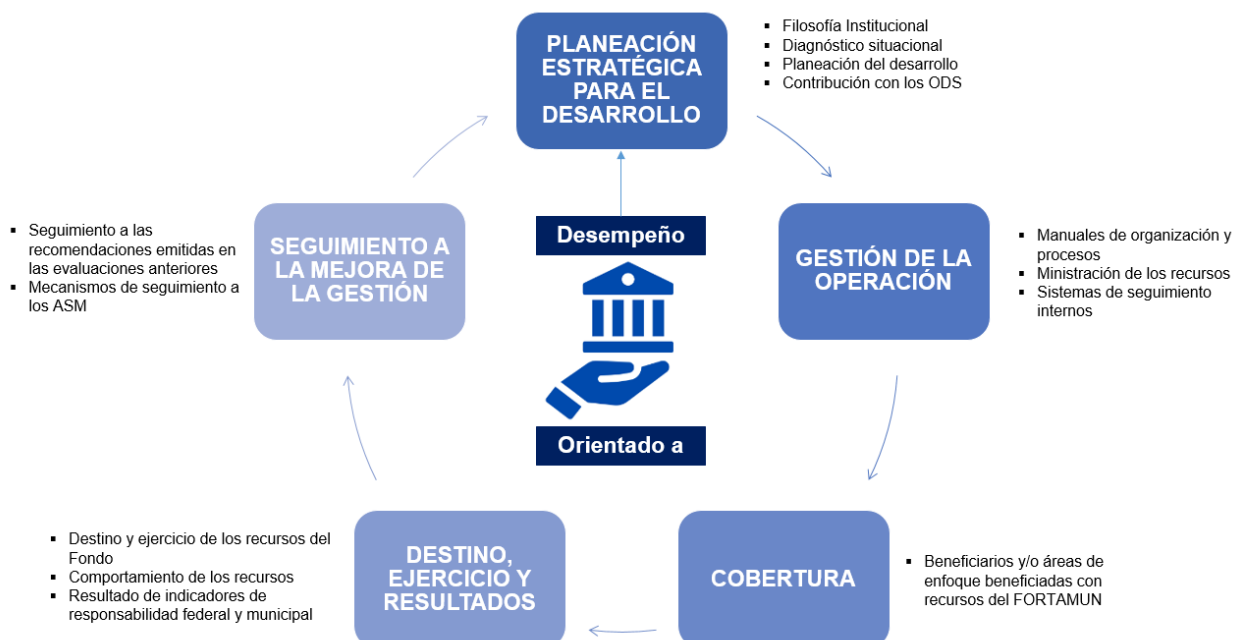 PLANEACIÓN
ESTRATÉGICA
PARA EL
DESARROLLO
▪ Filosofía Institucional
▪ Diagnóstico situacional
▪ Planeación del desarrollo
▪ Contribución con los ODS
GESTIÓN DE LA
OPERACIÓN
▪ Manuales de organización y
procesos
▪ Ministración de los recursos
▪ Sistemas de seguimiento
internos
COBERTURA
▪ Beneficiarios y/o áreas de
enfoque beneficiadas con
recursos del FORTAMUN
DESTINO,
EJERCICIO Y
RESULTADOS
▪ Destino y ejercicio de los recursos del
Fondo
▪ Comportamiento de los recursos
▪ Resultado de indicadores de
responsabilidad federal y municipal
SEGUIMIENTO A
LA MEJORA DE
LA GESTIÓN
▪ Seguimiento a las
recomendaciones emitidas en
las evaluaciones anteriores
▪ Mecanismos de seguimiento a
los ASM
Desempeño
Orientado a